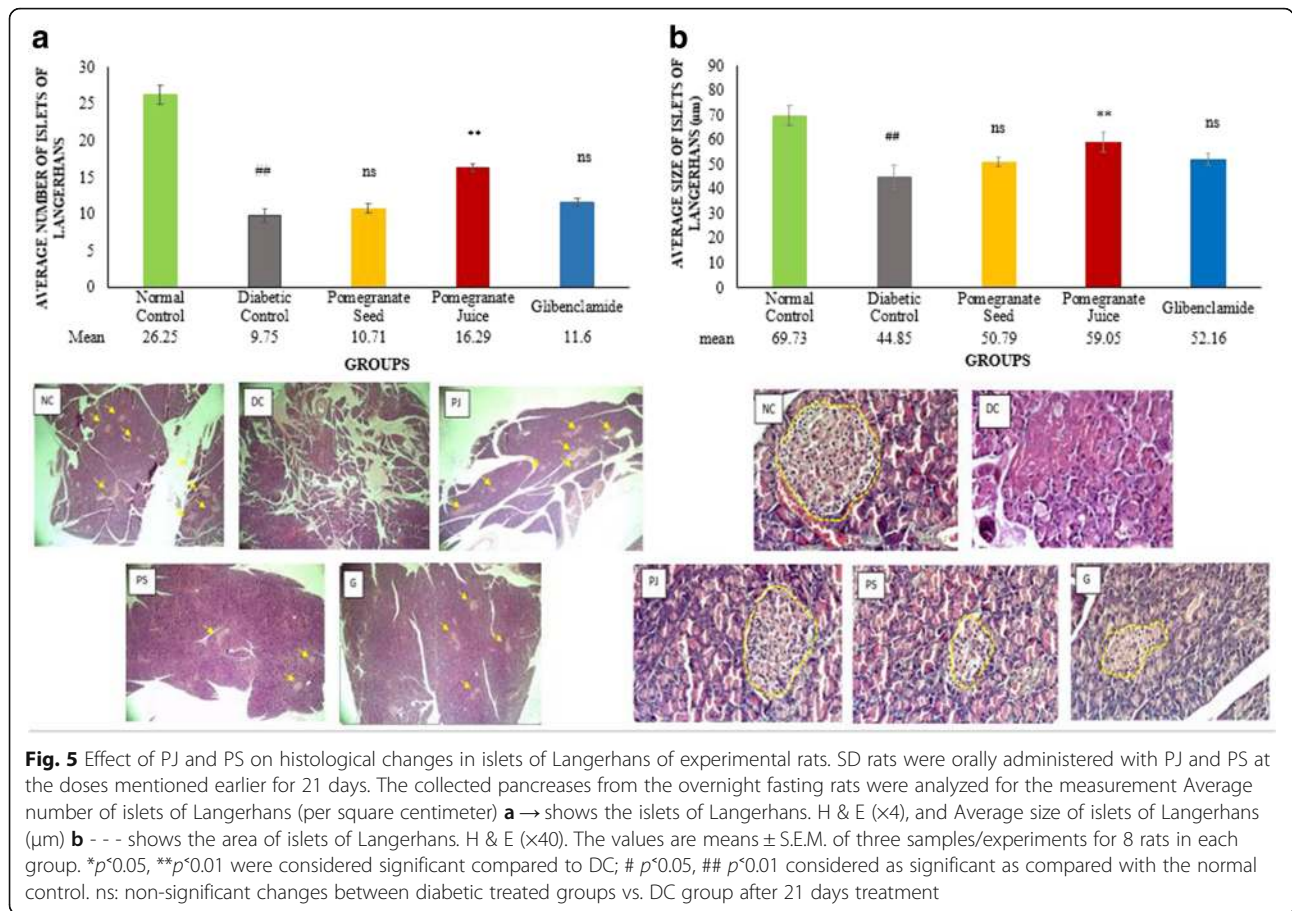 a
AVERAGE NUMBER OF ISLETS OF
LANGERHANS
30
25
20
15
10
5
0
##
ns
**
ns
Normal
Control
Diabetic
Control
Pomegranate
Seed
Pomegranate
Juice
Glibenclamide
Mean 26.25 9.75 10.71 16.29 11.6
GROUPS
b
AVERAGE SIZE OF ISLETS OF
LANGERHANS (µm)
90
80
70
60
50
40
30
20
10
0
##
ns
**
ns
Normal
Control
Diabetic
Control
Pomegranate
Seed
Pomegranate
Juice
Glibenclamide
mean 69.73 44.85 50.79 59.05 52.16
GROUPS
NC
DC
PJ
PS
G
NC
DC
PJ
PS
G
Fig. 5 Effect of PJ and PS on histological changes in islets of Langerhans of experimental rats. SD rats were orally administered with PJ and PS at
the doses mentioned earlier for 21 days. The collected pancreases from the overnight fasting rats were analyzed for the measurement Average
number of islets of Langerhans (per square centimeter) a → shows the islets of Langerhans. H & E (×4), and Average size of islets of Langerhans
(µm) b - - - shows the area of islets of Langerhans. H & E (×40). The values are means ± S.E.M. of three samples/experiments for 8 rats in each
group. *p˂0.05, **p˂0.01 were considered significant compared to DC; # p˂0.05, ## p˂0.01 considered as significant as compared with the normal
control. ns: non-significant changes between diabetic treated groups vs. DC group after 21 days treatment